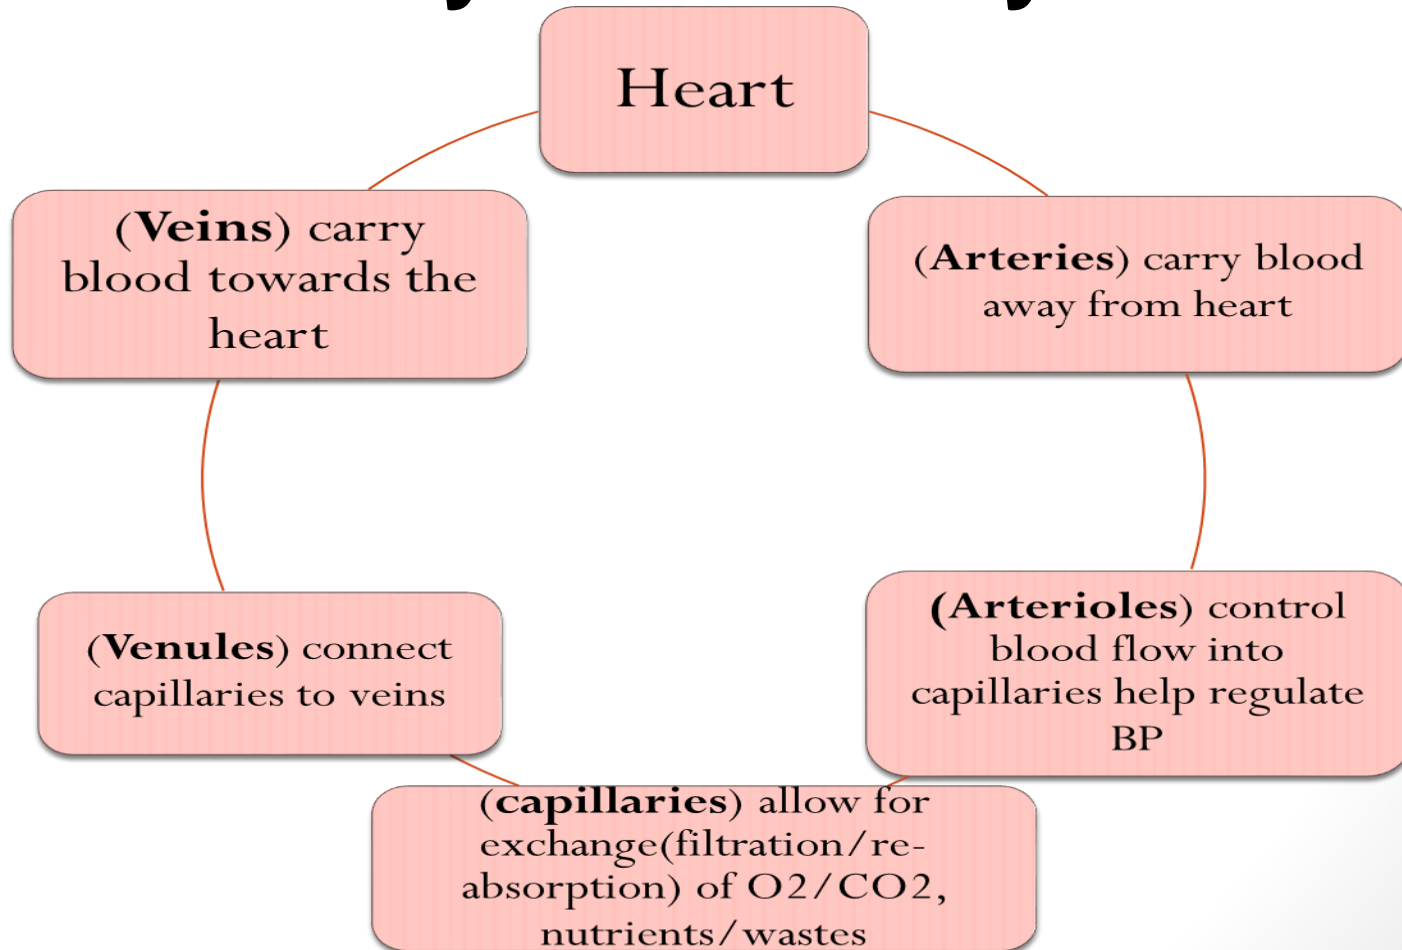 Heart
(Veins) carry
blood towards the
heart
(Arteries) carry blood
away from heart
(Venules) connect
capillaries to veins
(Arterioles) control
blood flow into
capillaries help regulate
BP
(capillaries) allow for
exchange(filtration/re-
absorption) of O2/CO2,
nutrients/wastes